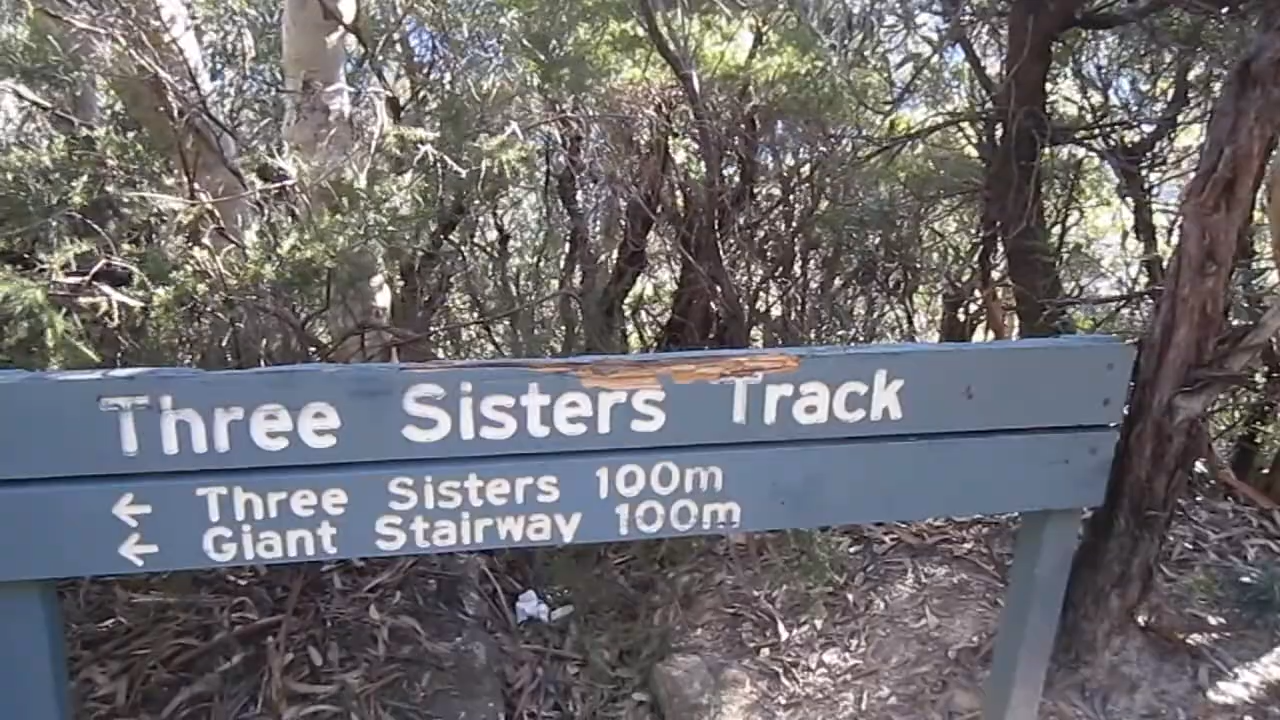 Three Sisters Track
← Three Sisters 100m
← Giant Stairway 100m